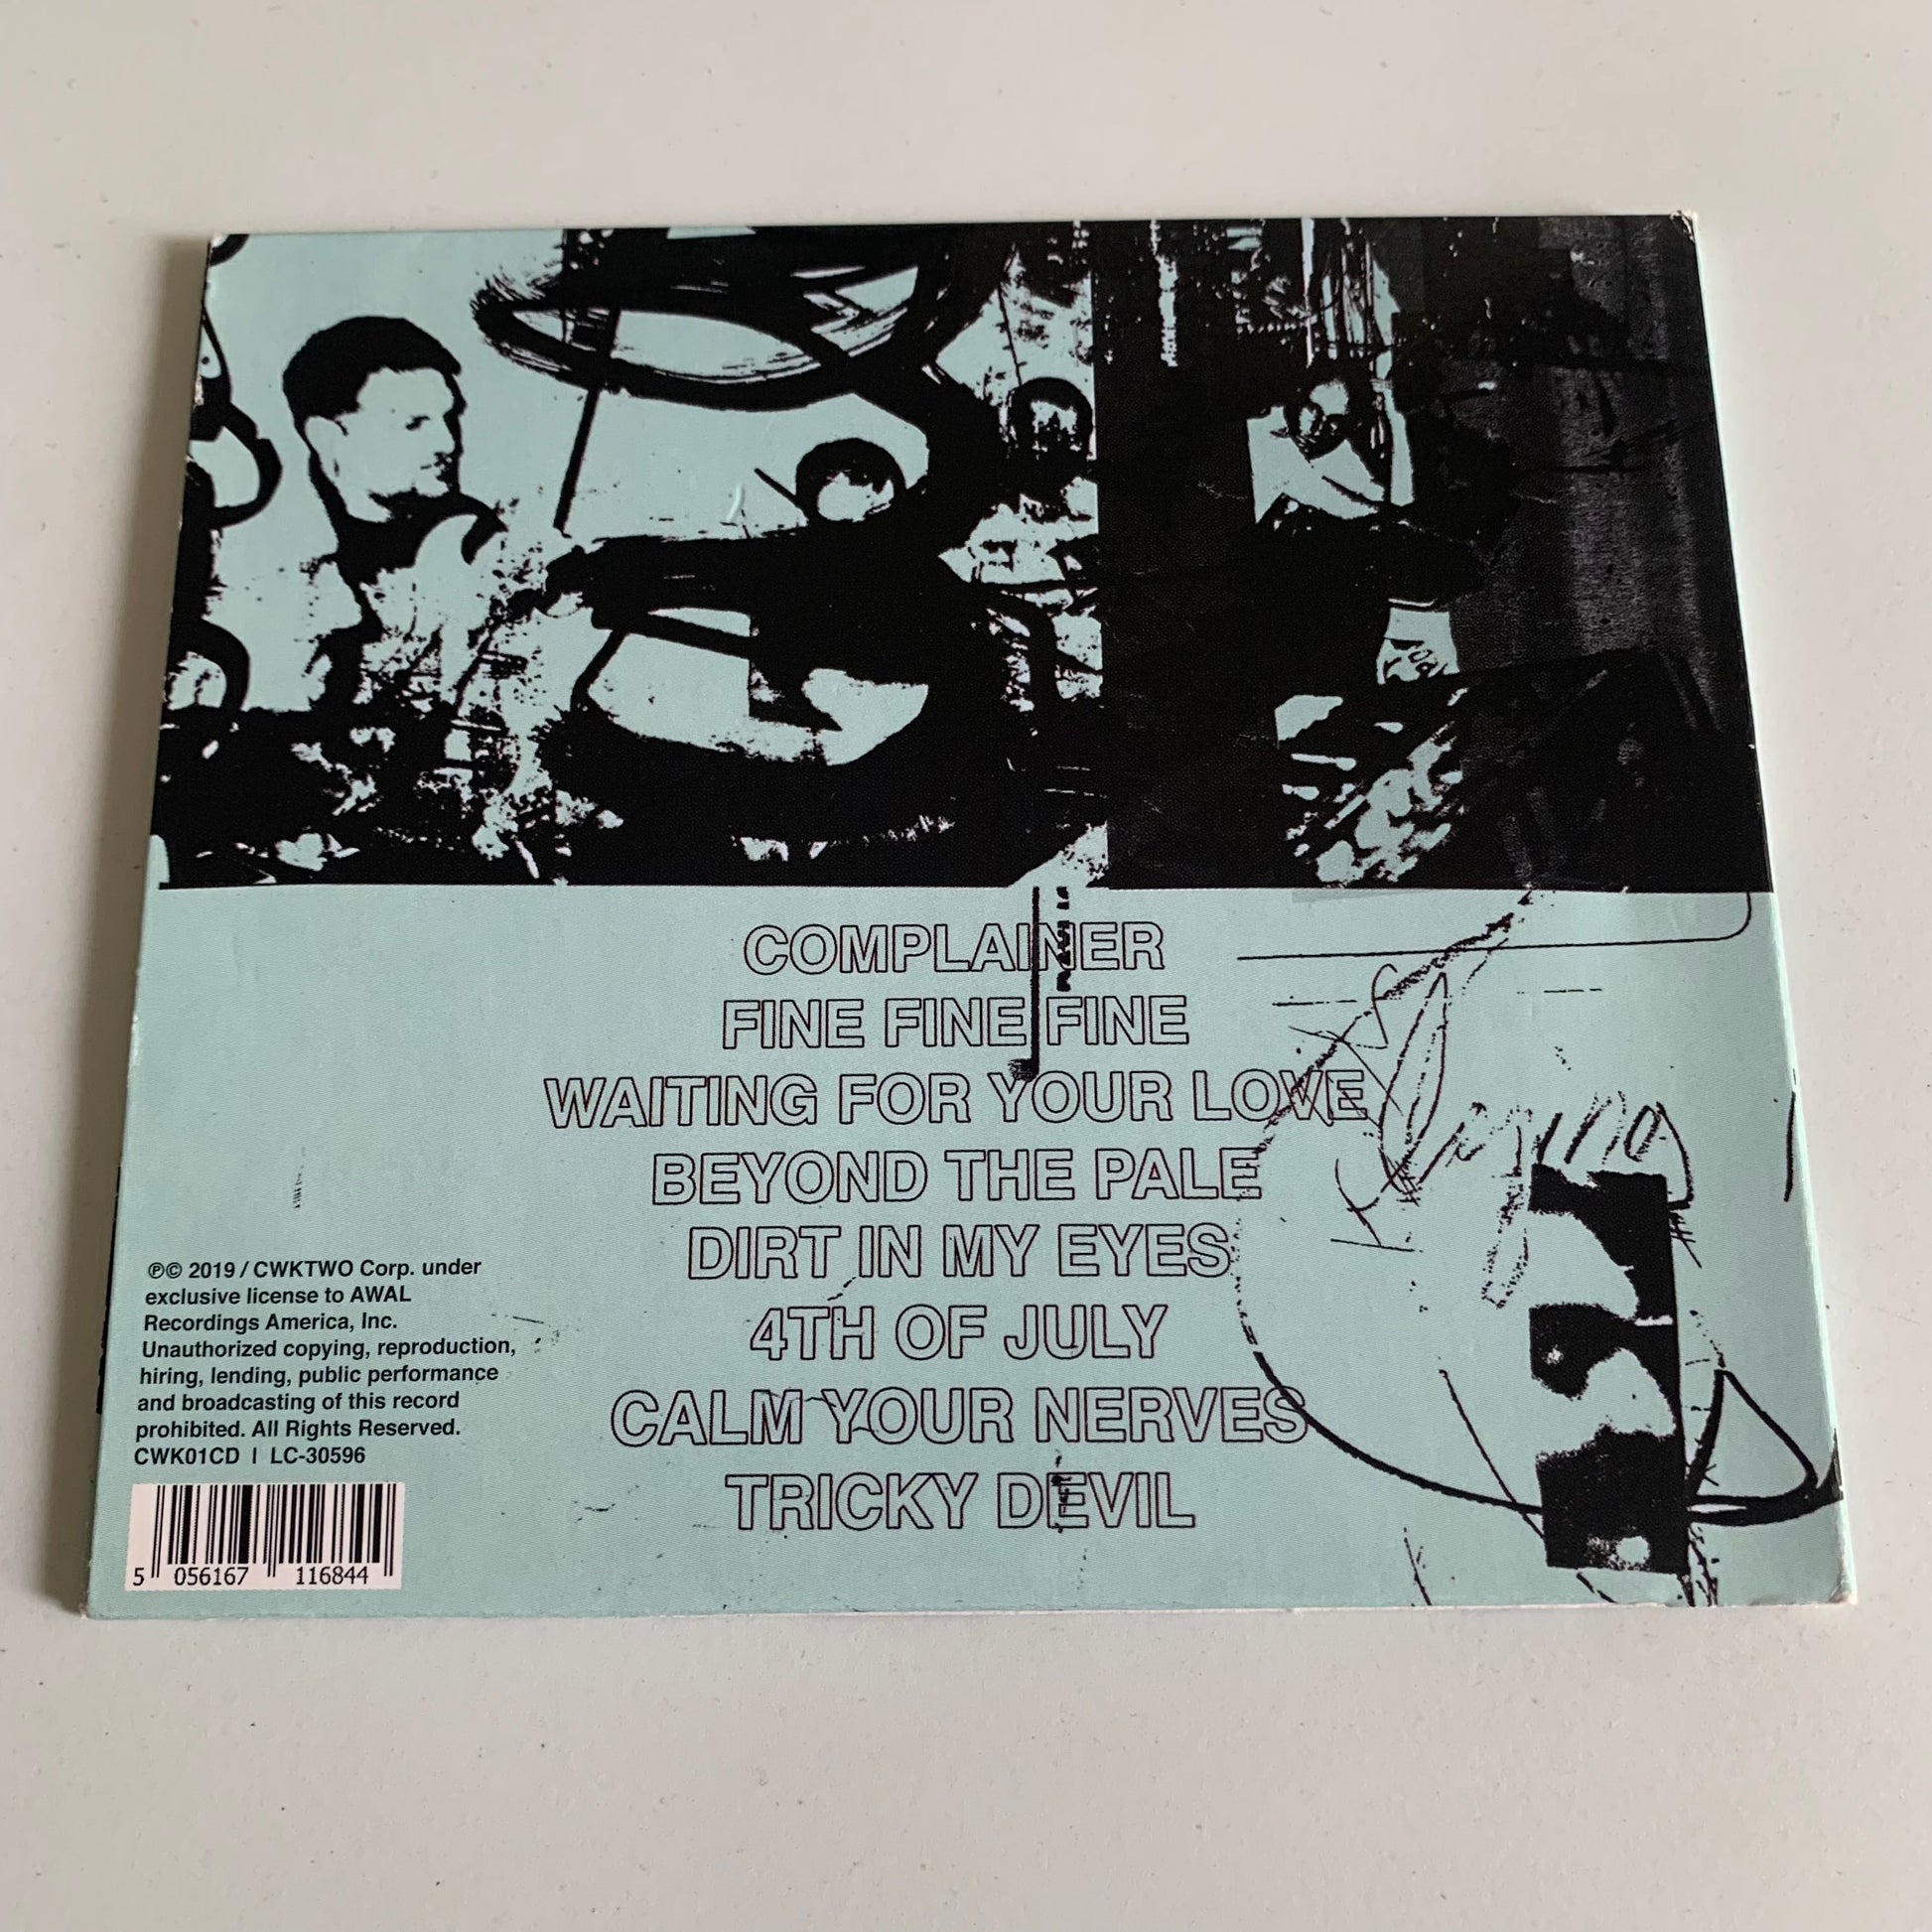 COMPLAINER
FINE FINE FINE
WAITING FOR YOUR LOVE
BEYOND THE PALE
DIRT IN MY EYES
4TH OF JULY
CALM YOUR NERVES
TRICKY DEVIL
℗© 2019 / CWKTWO Corp. under
exclusive license to AWAL
Recordings America, Inc.
Unauthorized copying, reproduction,
hiring, lending, public performance
and broadcasting of this record
prohibited. All Rights Reserved.
CWK01CD | LC-30596
5 056167 116844